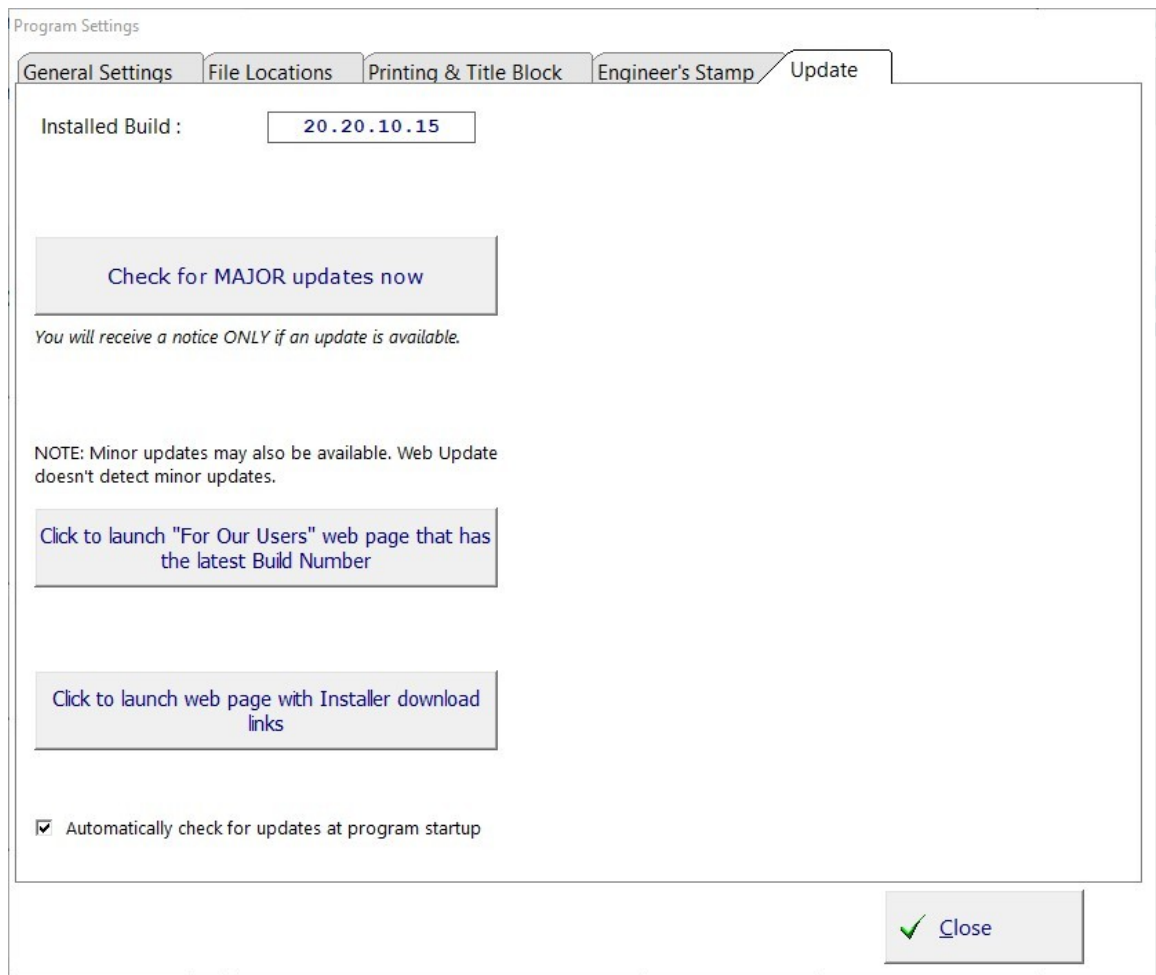 Program Settings
General Settings
File Locations
Printing & Title Block
Engineer's Stamp
Update
Installed Build :
20.20.10.15
Check for MAJOR updates now
You will receive a notice ONLY if an update is available.
NOTE: Minor updates may also be available. Web Update
doesn't detect minor updates.
Click to launch "For Our Users" web page that has
the latest Build Number
Click to launch web page with Installer download
links
Automatically check for updates at program startup
Close